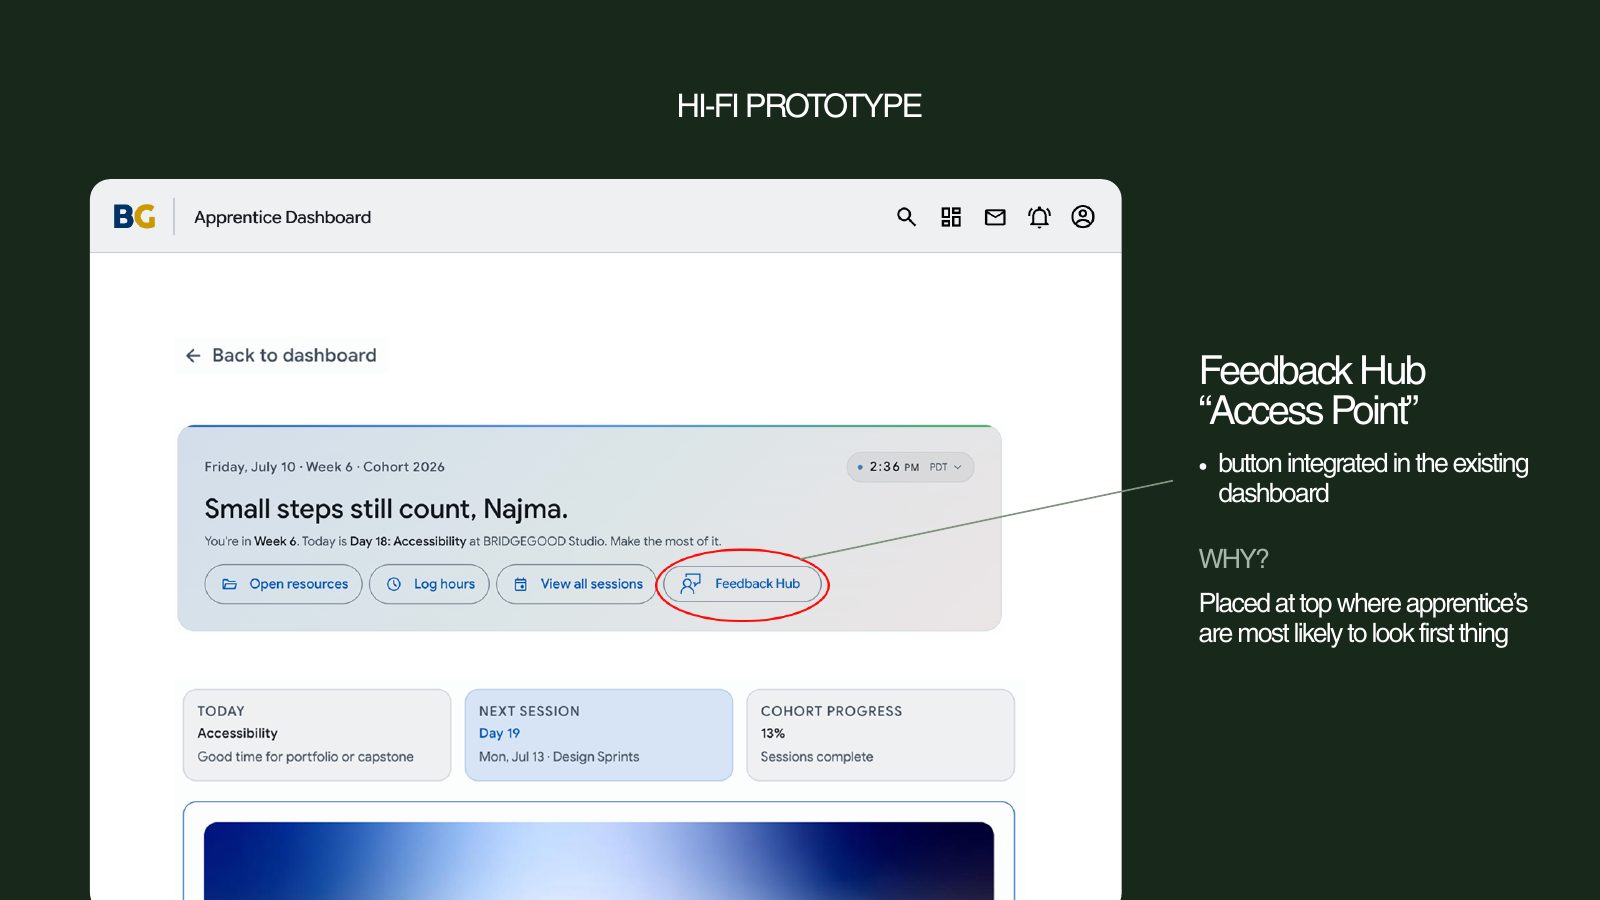 HI-FI PROTOTYPE
BG
Apprentice Dashboard
Back to dashboard
Friday, July 10 · Week 6 · Cohort 2026
2:36 PM PDT
Small steps still count, Najma.
You're in Week 6. Today is Day 18: Accessibility at BRIDGEGOOD Studio. Make the most of it.
Open resources
Log hours
View all sessions
Feedback Hub
TODAY
Accessibility
Good time for portfolio or capstone
NEXT SESSION
Day 19
Mon, Jul 13 · Design Sprints
COHORT PROGRESS
13%
Sessions complete
Feedback Hub
“Access Point”
• button integrated in the existing
dashboard
WHY?
Placed at top where apprentice’s
are most likely to look first thing